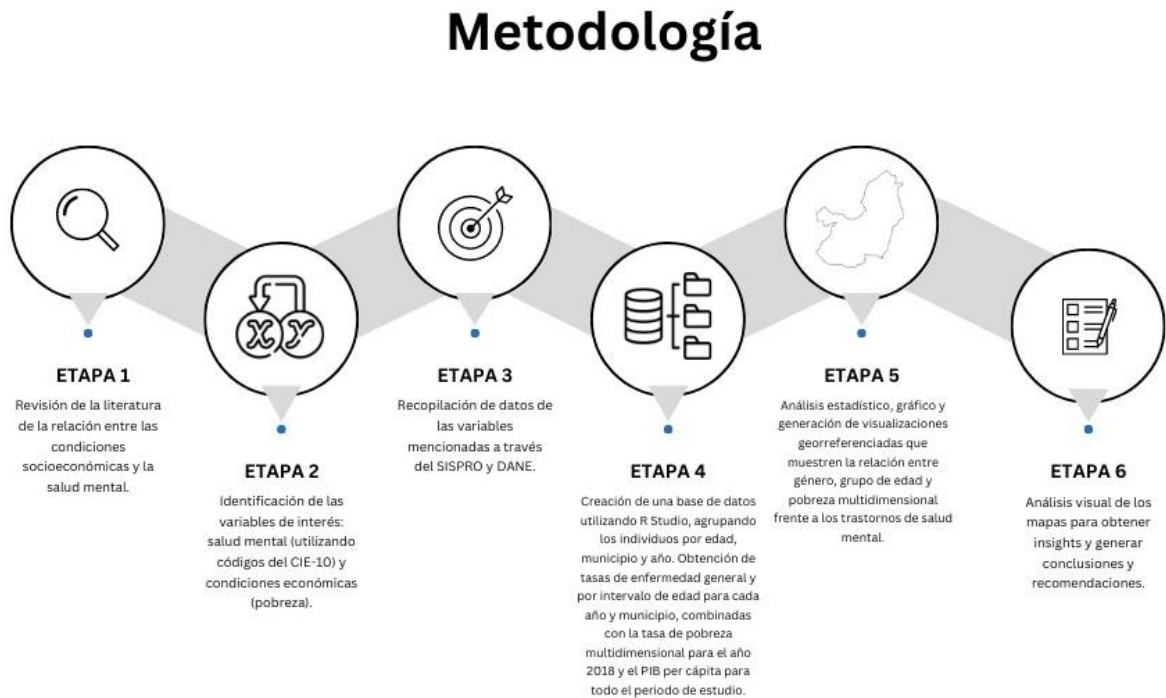 Metodología
ETAPA 1
Revisión de la literatura
de la relación entre las
condiciones
socioeconómicas y la
salud mental.
X Y
ETAPA 2
Identificación de las
variables de interés:
salud mental (utilizando
códigos del CIE-10) y
condiciones económicas
(pobreza).
ETAPA 3
Recopilación de datos de
las variables
mencionadas a través
del SISPRO y DANE.
ETAPA 4
Creación de una base de datos
utilizando R Studio, agrupando
los individuos por edad,
municipio y año. Obtención de
tasas de enfermedad general y
por intervalo de edad para cada
año y municipio, combinadas
con la tasa de pobreza
multidimensional para el año
2018 y el PIB per cápita para
todo el periodo de estudio.
ETAPA 5
Análisis estadístico, gráfico y
generación de visualizaciones
georreferenciadas que
muestren la relación entre
género, grupo de edad y
pobreza multidimensional
frente a los trastornos de salud
mental.
ETAPA 6
Análisis visual de los
mapas para obtener
insights y generar
conclusiones y
recomendaciones.